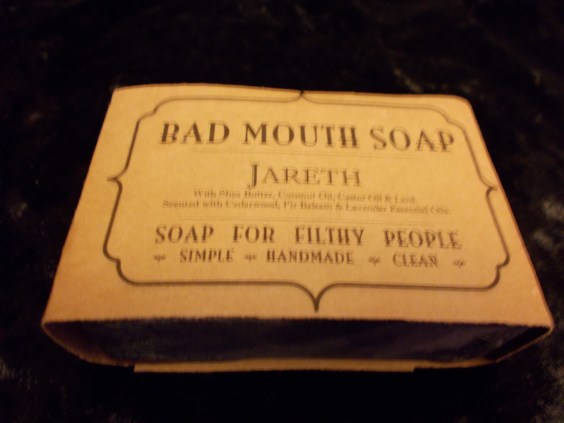 BAD MOUTH SOAP
JARETH
With Shea Butter, Coconut Oil, Castor Oil & Lard
Scented with Cedarwood, Fir Balsam & Lavender Essential Oils
SOAP FOR FILTHY PEOPLE
SIMPLE HANDMADE CLEAN